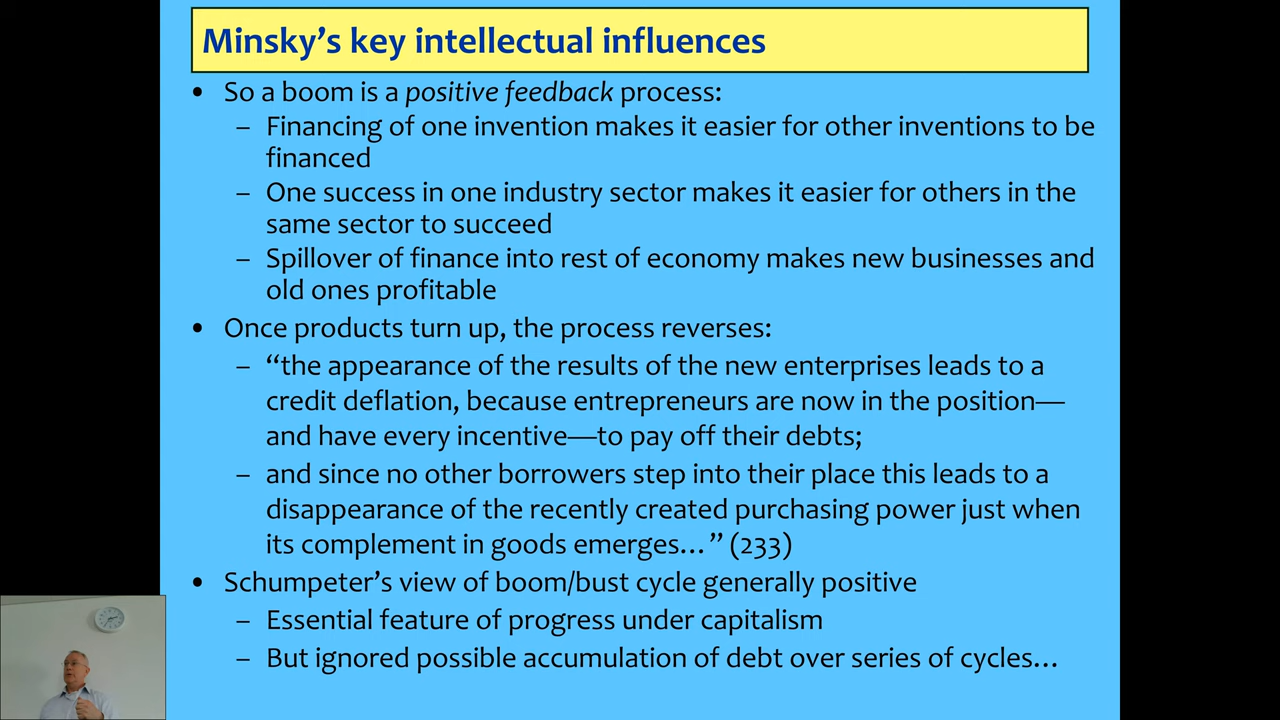 Minsky’s key intellectual influences
• So a boom is a positive feedback process:
– Financing of one invention makes it easier for other inventions to be
financed
– One success in one industry sector makes it easier for others in the
same sector to succeed
– Spillover of finance into rest of economy makes new businesses and
old ones profitable
• Once products turn up, the process reverses:
– “the appearance of the results of the new enterprises leads to a
credit deflation, because entrepreneurs are now in the position—
and have every incentive—to pay off their debts;
– and since no other borrowers step into their place this leads to a
disappearance of the recently created purchasing power just when
its complement in goods emerges…” (233)
• Schumpeter’s view of boom/bust cycle generally positive
– Essential feature of progress under capitalism
– But ignored possible accumulation of debt over series of cycles…